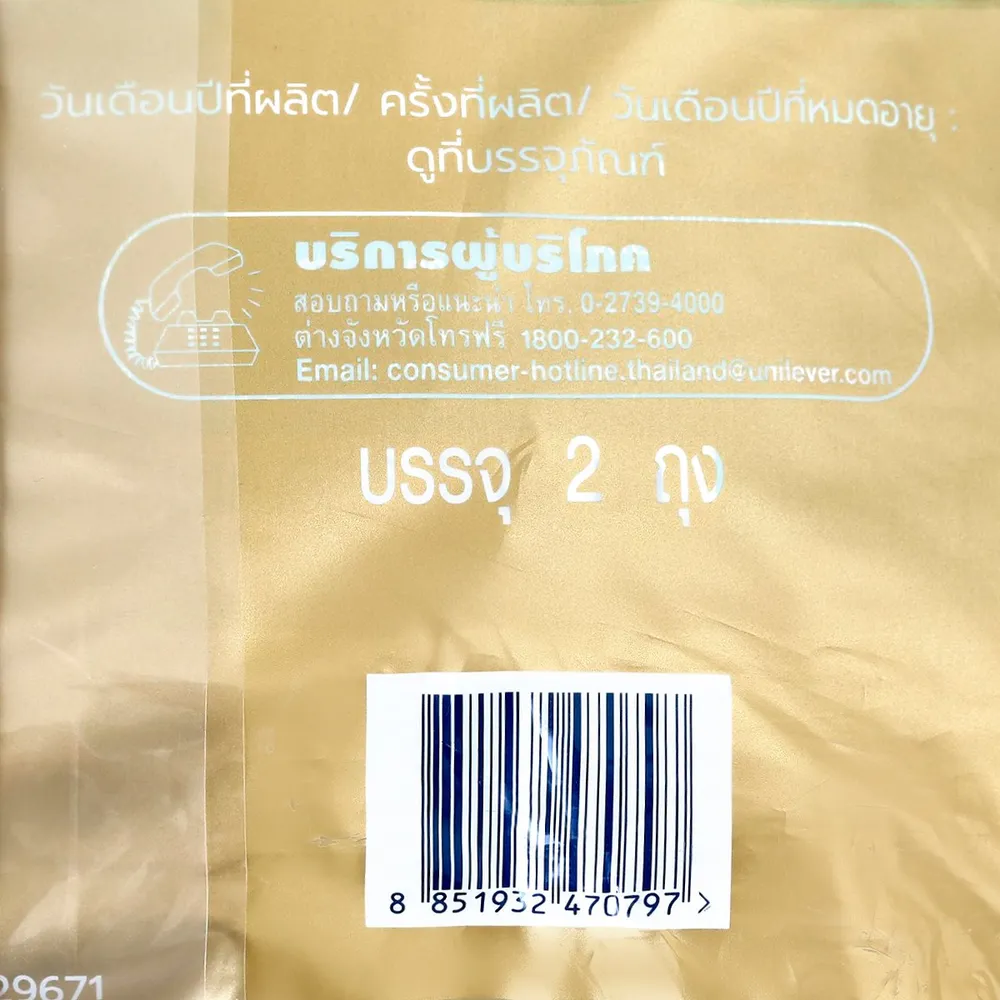 วันเดือนปีที่ผลิต/ ครั้งที่ผลิต/ วันเดือนปีที่หมดอายุ :
ดูที่บรรจุภัณฑ์
บริการผู้บริโภค
สอบถามหรือแนะนำ โทร. 0-2739-4000
ต่างจังหวัดโทรฟรี 1800-232-600
Email: consumer-hotline.thailand@unilever.com
บรรจุ 2 ถุง
8 851932 470797 >
29671